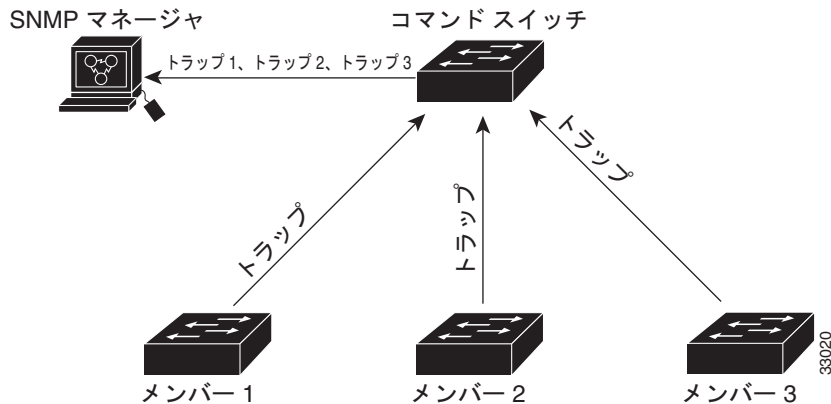 SNMP マネージャ
コマンド スイッチ
トラップ 1、トラップ 2、トラップ 3
トラップ
トラップ
トラップ
メンバー 1
メンバー 2
メンバー 3
33020